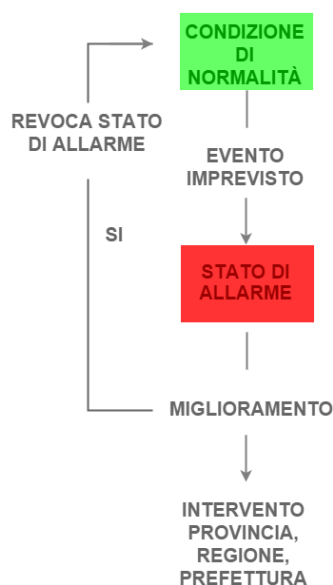 CONDIZIONE
DI
NORMALITÀ
REVOCA STATO
DI ALLARME
EVENTO
IMPREVISTO
SI
STATO DI
ALLARME
MIGLIORAMENTO
INTERVENTO
PROVINCIA,
REGIONE,
PREFETTURA